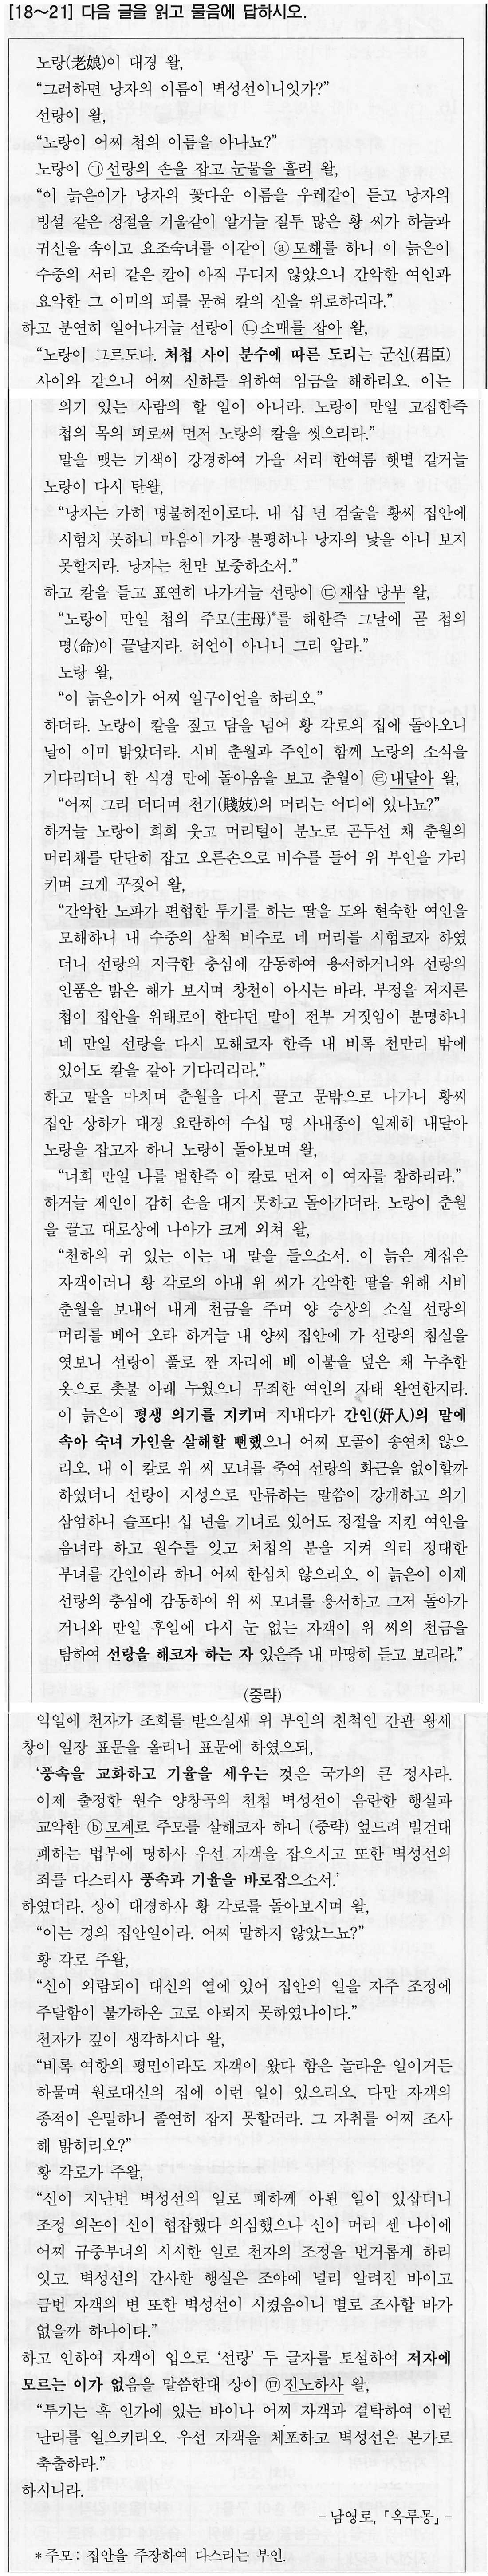 [18～21] 다음 글을 읽고 물음에 답하시오.
노랑(老娘)이 대경 왈,
“그러하면 낭자의 이름이 벽성선이니잇가?”
선랑이 왈,
“노랑이 어찌 첩의 이름을 아나뇨?”
노랑이 ㉠선랑의 손을 잡고 눈물을 흘려 왈,
“이 늙은이가 낭자의 꽃다운 이름을 우레같이 듣고 낭자의
빙설 같은 정절을 거울같이 알거늘 질투 많은 황 씨가 하늘과
귀신을 속이고 요조숙녀를 이같이 ⓐ모해를 하니 이 늙은이
수중의 서리 같은 칼이 아직 무디지 않았으니 간악한 여인과
요악한 그 어미의 피를 묻혀 칼의 신을 위로하리라.”
하고 분연히 일어나거늘 선랑이 ㉡소매를 잡아 왈,
“노랑이 그르도다. 처첩 사이 분수에 따른 도리는 군신(君臣)
사이와 같으니 어찌 신하를 위하여 임금을 해하리오. 이는
의기 있는 사람의 할 일이 아니라. 노랑이 만일 고집한즉
첩의 목의 피로써 먼저 노랑의 칼을 씻으리라.”
말을 맺는 기색이 강경하여 가을 서리 한여름 햇볕 같거늘
노랑이 다시 탄왈,
“낭자는 가히 명불허전이로다. 내 십 년 검술을 황씨 집안에
시험치 못하니 마음이 가장 불평하나 낭자의 낯을 아니 보지
못할지라. 낭자는 천만 보중하소서.”
하고 칼을 들고 표연히 나가거늘 선랑이 ㉢재삼 당부 왈,
“노랑이 만일 첩의 주모(主母)*를 해한즉 그날에 곧 첩의
명(命)이 끝날지라. 허언이 아니니 그리 알라.”
노랑 왈,
“이 늙은이가 어찌 일구이언을 하리오.”
하더라. 노랑이 칼을 짚고 담을 넘어 황 각로의 집에 돌아오니
날이 이미 밝았더라. 시비 춘월과 주인이 함께 노랑의 소식을
기다리더니 한 식경 만에 돌아옴을 보고 춘월이 ㉣내달아 왈,
“어찌 그리 더디며 천기(賤妓)의 머리는 어디에 있나뇨?”
하거늘 노랑이 희희 웃고 머리털이 분노로 곤두선 채 춘월의
머리채를 단단히 잡고 오른손으로 비수를 들어 위 부인을 가리
키며 크게 꾸짖어 왈,
“간악한 노파가 편협한 투기를 하는 딸을 도와 현숙한 여인을
모해하니 내 수중의 삼척 비수로 네 머리를 시험코자 하였
더니 선랑의 지극한 충심에 감동하여 용서하거니와 선랑의
인품은 밝은 해가 보시며 창천이 아시는 바라. 부정을 저지른
첩이 집안을 위태로이 한다던 말이 전부 거짓임이 분명하니
네 만일 선랑을 다시 모해코자 한즉 내 비록 천만리 밖에
있어도 칼을 갈아 기다리리라.”
하고 말을 마치며 춘월을 다시 끌고 문밖으로 나가니 황씨
집안 상하가 대경 요란하여 수십 명 사내종이 일제히 내달아
노랑을 잡고자 하니 노랑이 돌아보며 왈,
“너희 만일 나를 범한즉 이 칼로 먼저 이 여자를 참하리라.”
하거늘 제인이 감히 손을 대지 못하고 돌아가더라. 노랑이 춘월
을 끌고 대로상에 나아가 크게 외쳐 왈,
“천하의 귀 있는 이는 내 말을 들으소서. 이 늙은 계집은
자객이러니 황 각로의 아내 위 씨가 간악한 딸을 위해 시비
춘월을 보내어 내게 천금을 주며 양 승상의 소실 선랑의
머리를 베어 오라 하거늘 내 양씨 집안에 가 선랑의 침실을
엿보니 선랑이 풀로 짠 자리에 베 이불을 덮은 채 누추한
옷으로 촛불 아래 누웠으니 무죄한 여인의 자태 완연한지라.
이 늙은이 평생 의기를 지키며 지내다가 간인(奸人)의 말에
속아 숙녀 가인을 살해할 뻔했으니 어찌 모골이 송연치 않으
리오. 내 이 칼로 위 씨 모녀를 죽여 선랑의 화근을 없이할까
하였더니 선랑이 지성으로 만류하는 말씀이 강개하고 의기
삼엄하니 슬프다! 십 년을 기녀로 있어도 정절을 지킨 여인을
음녀라 하고 원수를 잊고 처첩의 분을 지켜 의리 정대한
부녀를 간인이라 하니 어찌 한심치 않으리오. 이 늙은이 이제
선랑의 충심에 감동하여 위 씨 모녀를 용서하고 그저 돌아가
거니와 만일 후일에 다시 눈 없는 자객이 위 씨의 천금을
탐하여 선랑을 해코자 하는 자 있은즉 내 마땅히 듣고 보리라.”
(중략)
익일에 천자가 조회를 받으실새 위 부인의 친척인 간관 왕세
창이 일장 표문을 올리니 표문에 하였으되,
‘풍속을 교화하고 기율을 세우는 것은 국가의 큰 정사라.
이제 출정한 원수 양창곡의 천첩 벽성선이 음란한 행실과
교악한 ⓑ모계로 주모를 살해코자 하니 (중략) 엎드려 빌건대
폐하는 법부에 명하사 우선 자객을 잡으시고 또한 벽성선의
죄를 다스리사 풍속과 기율을 바로잡으소서.’
하였더라. 상이 대경하사 황 각로를 돌아보시며 왈,
“이는 경의 집안일이라. 어찌 말하지 않았느뇨?”
황 각로 주왈,
“신이 외람되이 대신의 열에 있어 집안의 일을 자주 조정에
주달함이 불가하온 고로 아뢰지 못하였나이다.”
천자가 깊이 생각하시다 왈,
“비록 여항의 평민이라도 자객이 왔다 함은 놀라운 일이거든
하물며 원로대신의 집에 이런 일이 있으리오. 다만 자객의
종적이 은밀하니 졸연히 잡지 못할러라. 그 자취를 어찌 조사
해 밝히리오?”
황 각로가 주왈,
“신이 지난번 벽성선의 일로 폐하께 아뢴 일이 있삽더니
조정 의논이 신이 협잡했다 의심했으나 신이 머리 센 나이에
어찌 규중부녀의 시시한 일로 천자의 조정을 번거롭게 하리
잇고. 벽성선의 간사한 행실은 조야에 널리 알려진 바이고
금번 자객의 변 또한 벽성선이 시켰음이니 별로 조사할 바가
없을까 하나이다.”
하고 인하여 자객이 입으로 ‘선랑’ 두 글자를 토설하여 저자에
모르는 이가 없음을 말씀한대 상이 ㉤진노하사 왈,
“투기는 혹 인가에 있는 바이나 어찌 자객과 결탁하여 이런
난리를 일으키리오. 우선 자객을 체포하고 벽성선은 본가로
축출하라.”
하시니라.
- 남영로, 「옥루몽」 -
*주모: 집안을 주장하여 다스리는 부인.